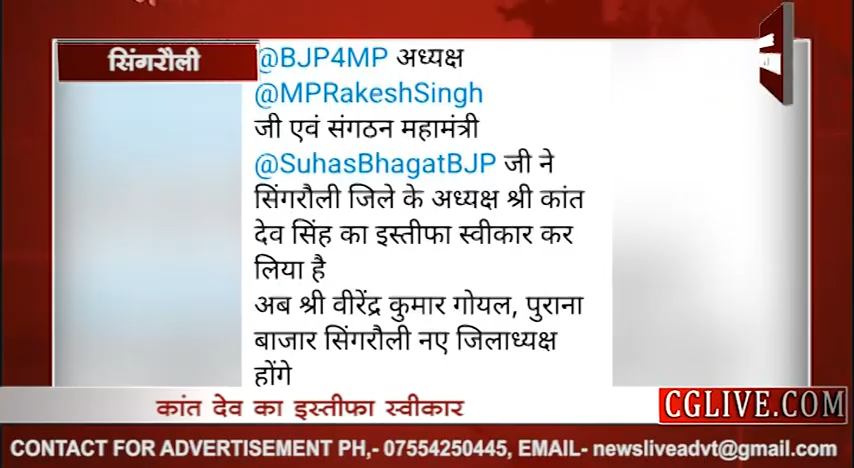 सिंगरौली
@BJP4MP अध्यक्ष
@MPRakeshSingh
जी एवं संगठन महामंत्री
@SuhasBhagatBJP जी ने
सिंगरौली जिले के अध्यक्ष श्री कांत
देव सिंह का इस्तीफा स्वीकार कर
लिया है
अब श्री वीरेंद्र कुमार गोयल, पुराना
बाजार सिंगरौली नए जिलाध्यक्ष
होंगे
कांत देव का इस्तीफा स्वीकार
CGLIVE.COM
CONTACT FOR ADVERTISEMENT PH,- 07554250445, EMAIL- newsliveadvt@gmail.com